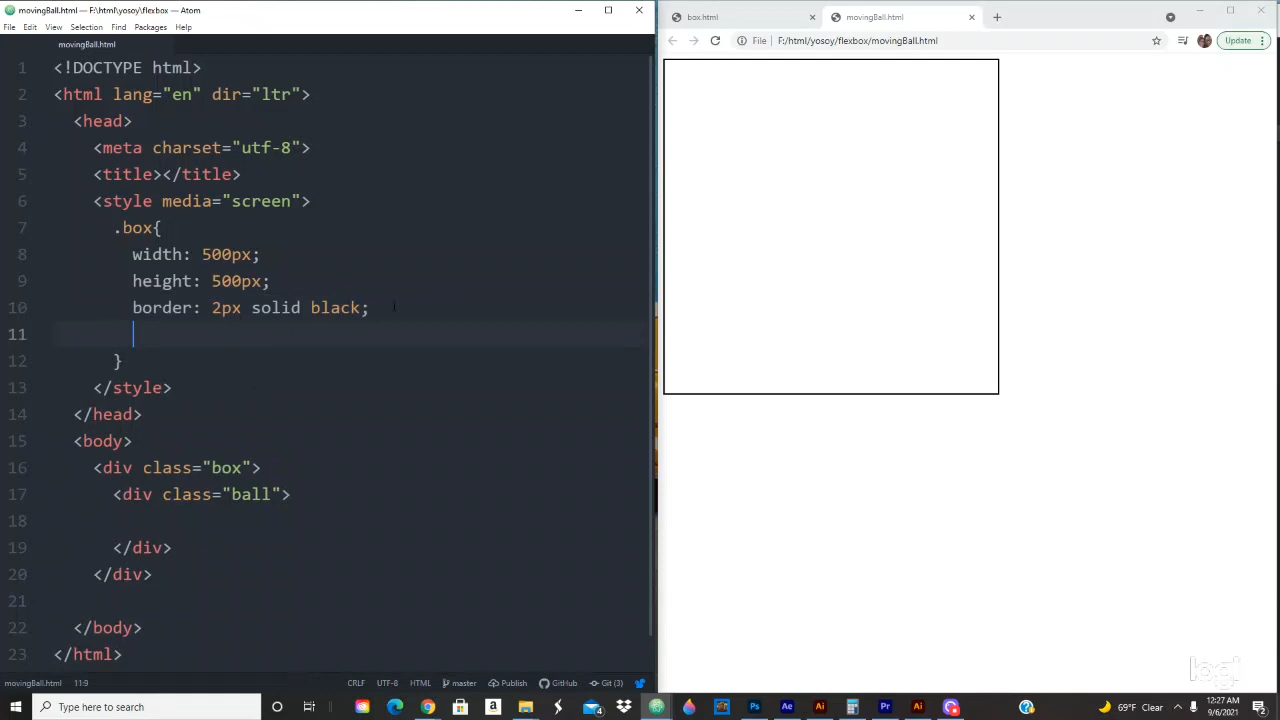 movingBall.html — F:\html\yosoy\flexbox — Atom
File Edit View Selection Find Packages Help
movingBall.html
1 <!DOCTYPE html>
2 <html lang="en" dir="ltr">
3 <head>
4 <meta charset="utf-8">
5 <title></title>
6 <style media="screen">
7 .box{
8 width: 500px;
9 height: 500px;
10 border: 2px solid black;
11
12 }
13 </style>
14 </head>
15 <body>
16 <div class="box">
17 <div class="ball">
18
19 </div>
20 </div>
21
22 </body>
23 </html>
movingBall.html 11:9 CRLF UTF-8 HTML master Publish GitHub Git (3)
box.html movingBall.html
File F:/html/yosoy/flexbox/movingBall.html Update
Type here to search
4
69°F Clear
12:27 AM
9/6/2021
2